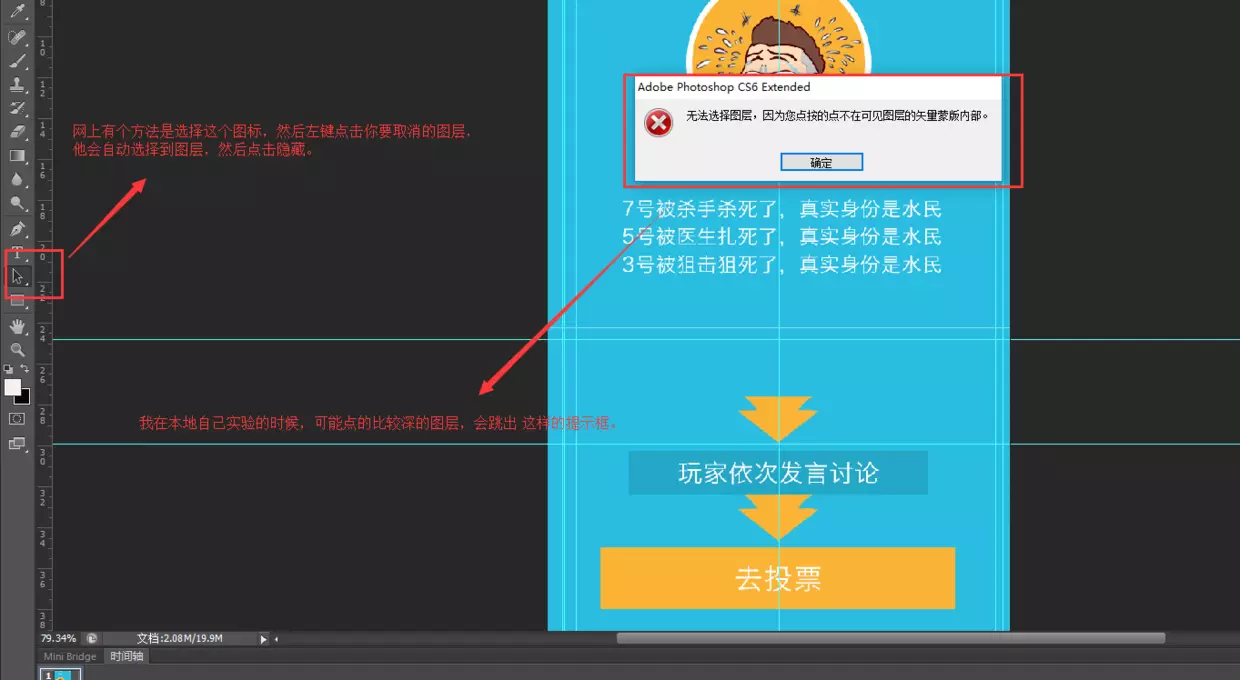 Adobe Photoshop CS6 Extended
无法选择图层，因为您点按的点不在可见图层的矢量蒙版内部。
确定
网上有个方法是选择这个图标，然后左键点击你要取消的图层，
他会自动选择到图层，然后点击隐藏。
7号被杀手杀死了，真实身份是水民
5号被医生扎死了，真实身份是水民
3号被狙击狙死了，真实身份是水民
我在本地自己实验的时候，可能点的比较深的图层，会跳出 这样的提示框。
玩家依次发言讨论
去投票
79.34%
文档:2.08M/19.9M
Mini Bridge
时间轴
1